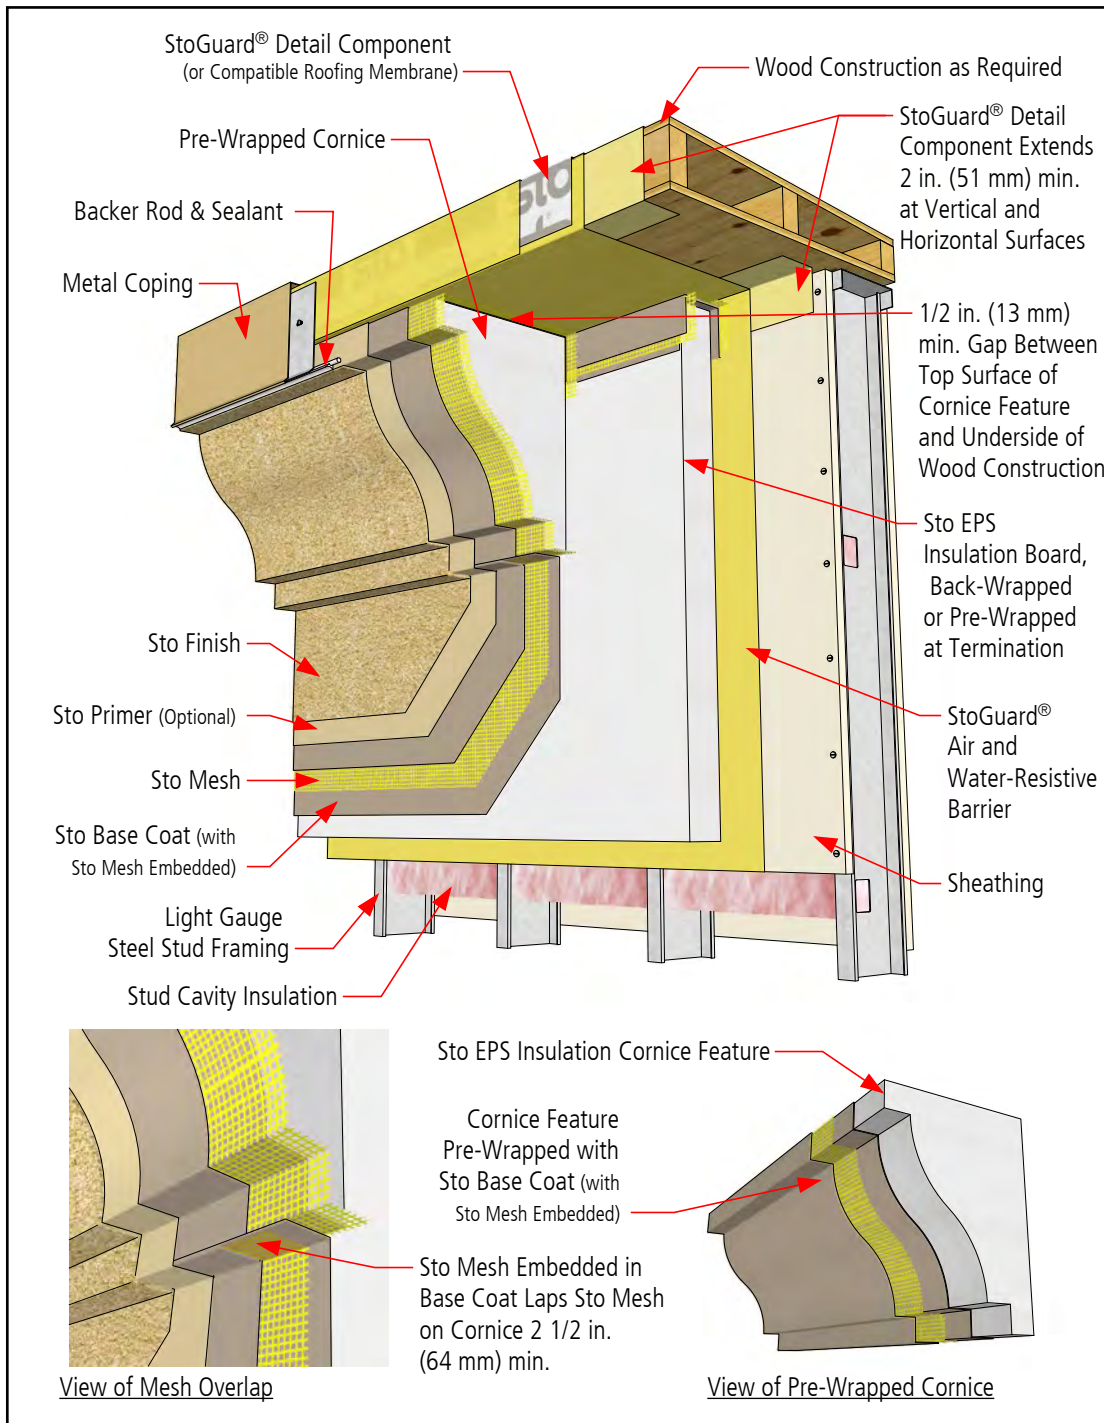 StoGuard® Detail Component
(or Compatible Roofing Membrane)
Wood Construction as Required
Pre-Wrapped Cornice
StoGuard® Detail
Component Extends
2 in. (51 mm) min.
at Vertical and
Horizontal Surfaces
Backer Rod & Sealant
Metal Coping
sto
1/2 in. (13 mm)
min. Gap Between
Top Surface of
Cornice Feature
and Underside of
Wood Construction
Sto EPS
Insulation Board,
Back-Wrapped
or Pre-Wrapped
at Termination
Sto Finish
Sto Primer (Optional)
Sto Mesh
Sto Base Coat (with
Sto Mesh Embedded)
StoGuard®
Air and
Water-Resistive
Barrier
Sheathing
Light Gauge
Steel Stud Framing
Stud Cavity Insulation
Sto EPS Insulation Cornice Feature
Cornice Feature
Pre-Wrapped with
Sto Base Coat (with
Sto Mesh Embedded)
Sto Mesh Embedded in
Base Coat Laps Sto Mesh
on Cornice 2 1/2 in.
(64 mm) min.
View of Mesh Overlap
View of Pre-Wrapped Cornice